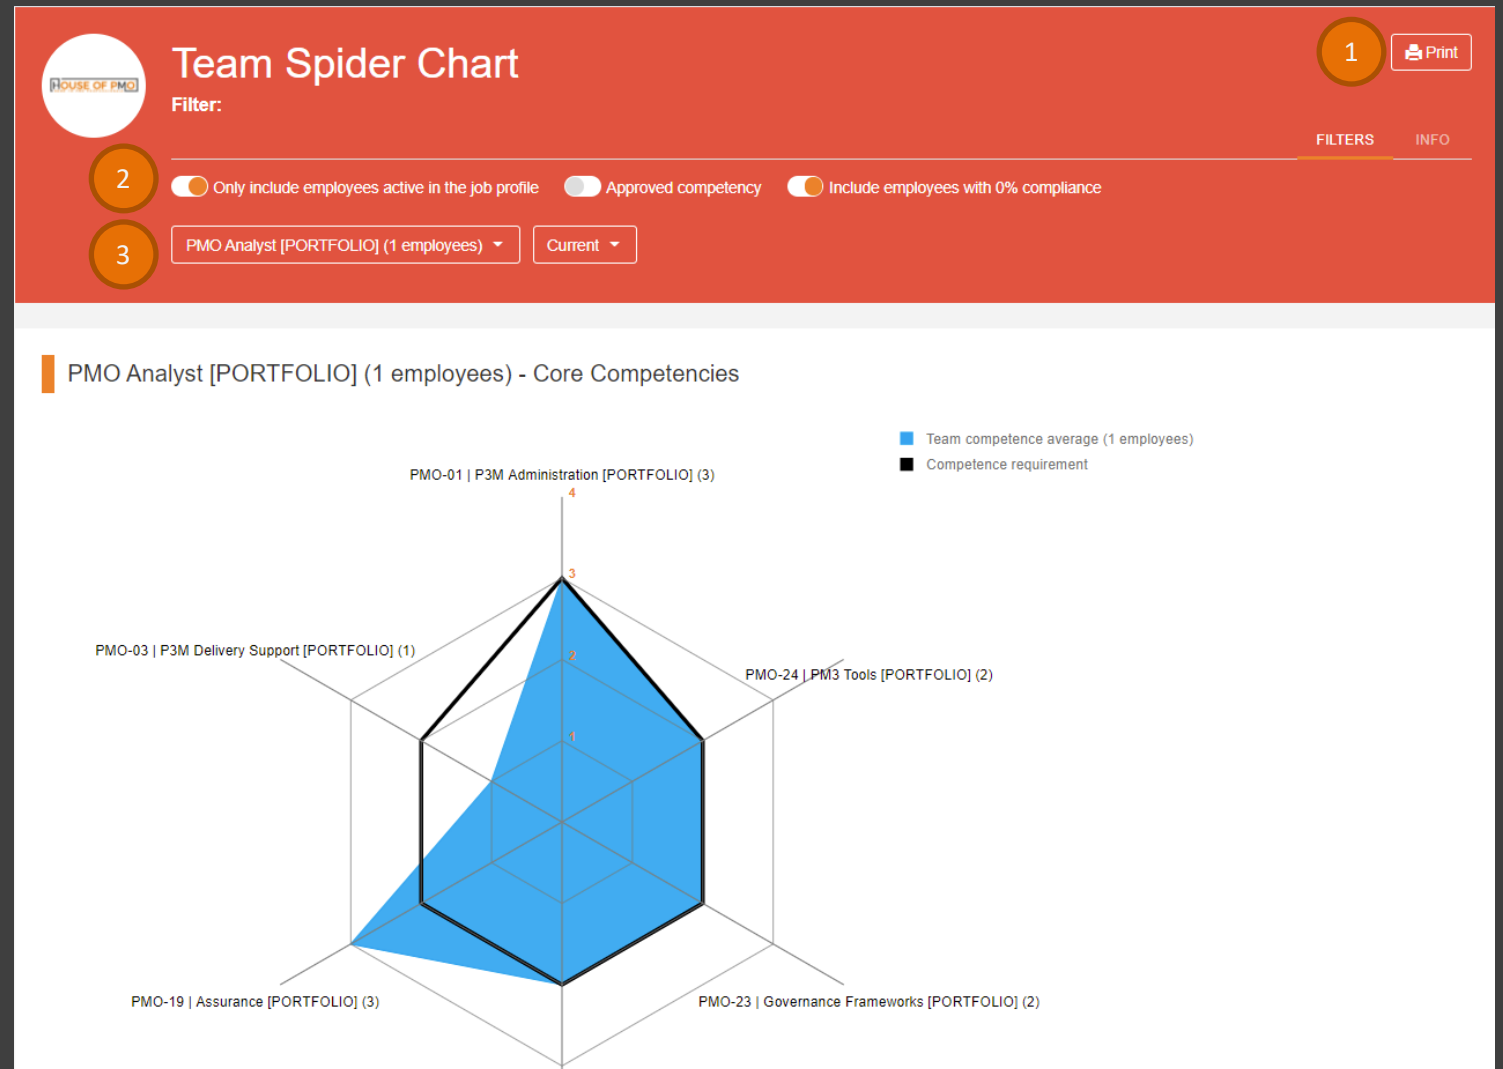 HOUSE OF PMO
Team Spider Chart
Filter:
1
Print
FILTERS
INFO
2
Only include employees active in the job profile
Approved competency
Include employees with 0% compliance
3
PMO Analyst [PORTFOLIO] (1 employees)
Current
PMO Analyst [PORTFOLIO] (1 employees) - Core Competencies
Team competence average (1 employees)
Competence requirement
PMO-01 | P3M Administration [PORTFOLIO] (3)
4
3
PMO-03 | P3M Delivery Support [PORTFOLIO] (1)
2
PMO-24 | PM3 Tools [PORTFOLIO] (2)
1
PMO-19 | Assurance [PORTFOLIO] (3)
PMO-23 | Governance Frameworks [PORTFOLIO] (2)